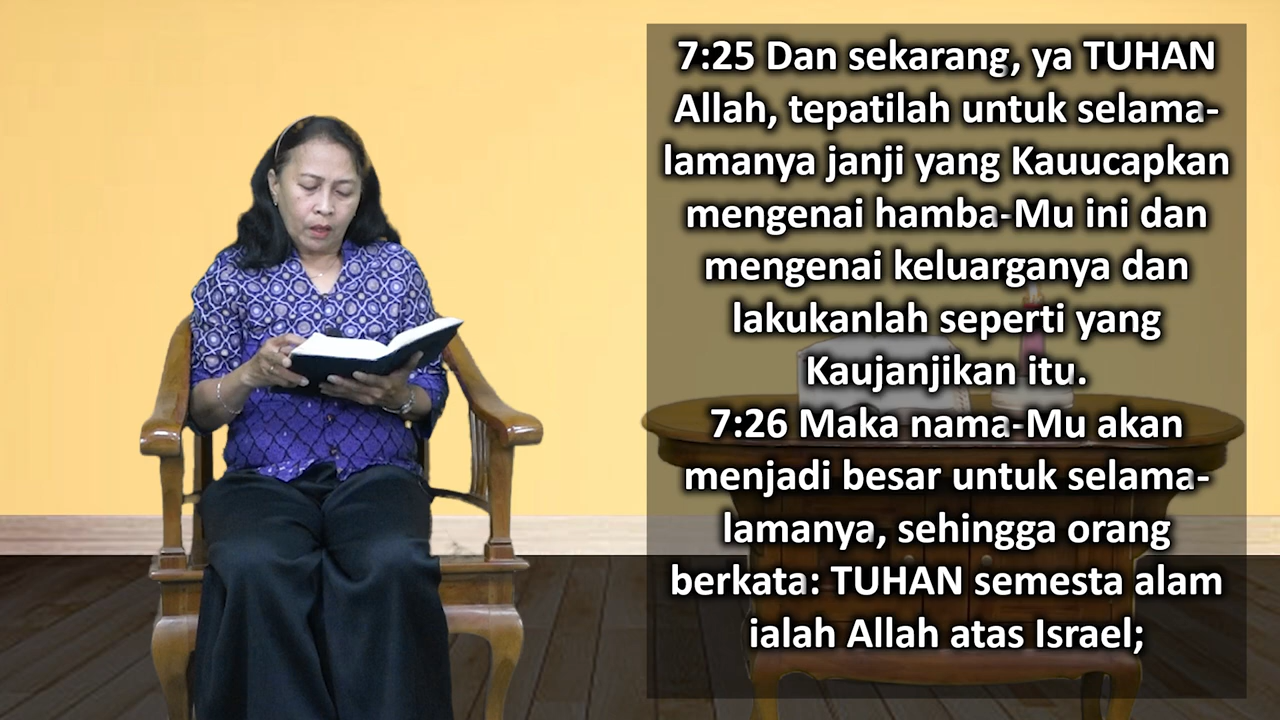 7:25 Dan sekarang, ya TUHAN
Allah, tepatilah untuk selama-
lamanya janji yang Kauucapkan
mengenai hamba-Mu ini dan
mengenai keluarganya dan
lakukanlah seperti yang
Kaujanjikan itu.
7:26 Maka nama-Mu akan
menjadi besar untuk selama-
lamanya, sehingga orang
berkata: TUHAN semesta alam
ialah Allah atas Israel;